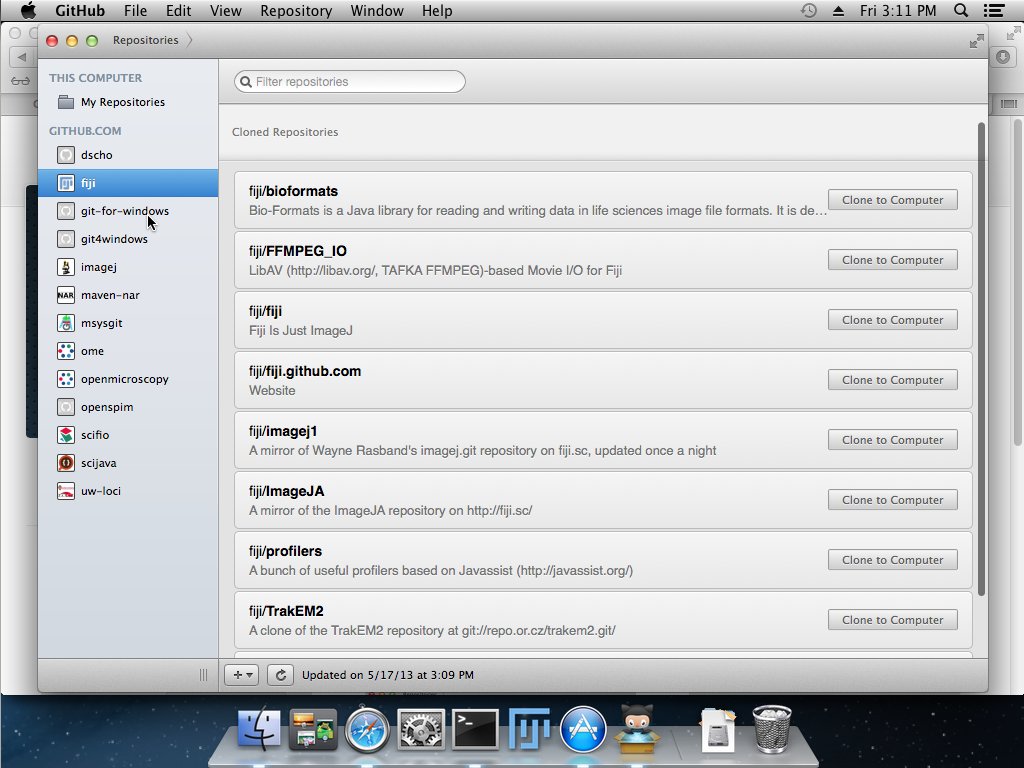 GitHub File Edit View Repository Window Help Fri 3:11 PM
Repositories
THIS COMPUTER
My Repositories
GITHUB.COM
dscho
fiji
git-for-windows
git4windows
imagej
NAR maven-nar
msysgit
ome
openmicroscopy
openspim
scifio
scijava
uw-loci
Filter repositories
Cloned Repositories
fiji/bioformats
Bio-Formats is a Java library for reading and writing data in life sciences image file formats. It is de...
Clone to Computer
fiji/FFMPEG_IO
LibAV (http://libav.org/, TAFKA FFMPEG)-based Movie I/O for Fiji
Clone to Computer
fiji/fiji
Fiji Is Just ImageJ
Clone to Computer
fiji/fiji.github.com
Website
Clone to Computer
fiji/imagej1
A mirror of Wayne Rasband's imagej.git repository on fiji.sc, updated once a night
Clone to Computer
fiji/ImageJA
A mirror of the ImageJA repository on http://fiji.sc/
Clone to Computer
fiji/profilers
A bunch of useful profilers based on Javassist (http://javassist.org/)
Clone to Computer
fiji/TrakEM2
A clone of the TrakEM2 repository at git://repo.or.cz/trakem2.git/
Clone to Computer
Updated on 5/17/13 at 3:09 PM